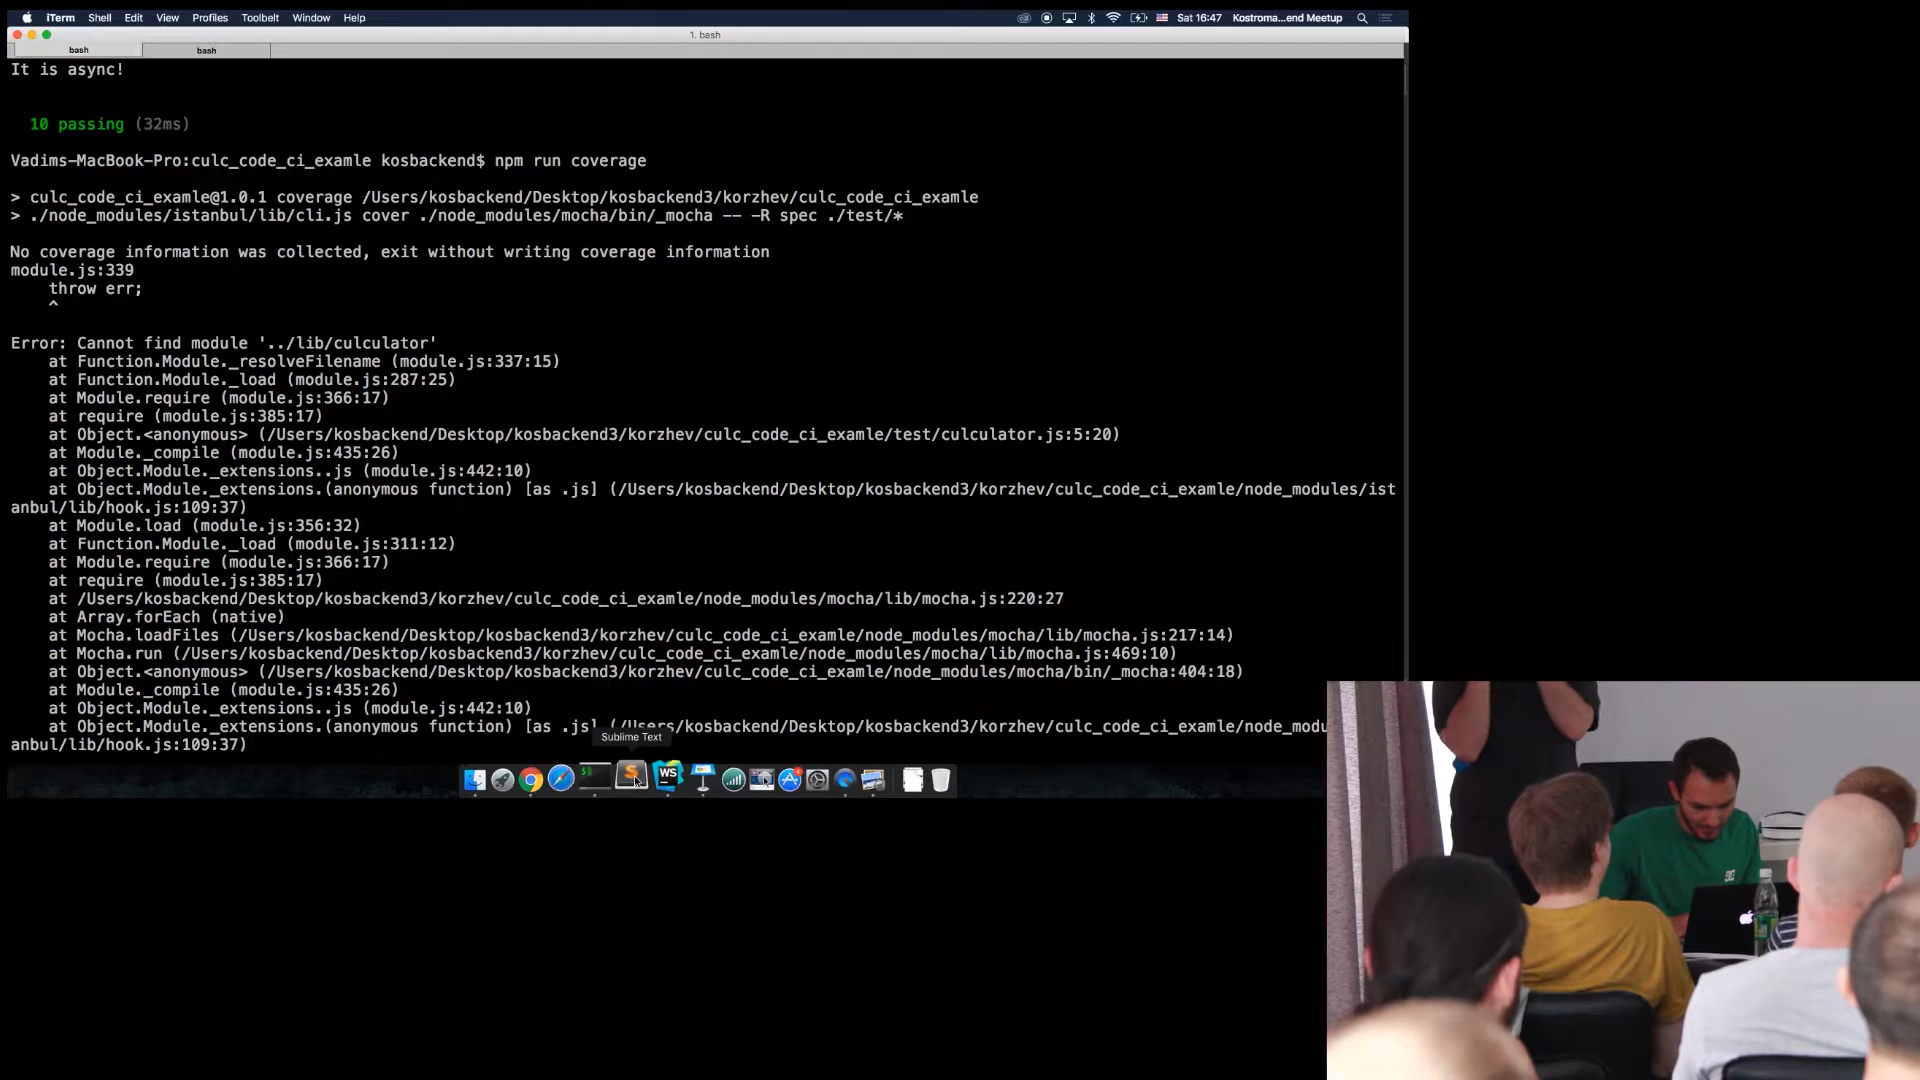 iTerm Shell Edit View Profiles Toolbelt Window Help Sat 16:47 Kostroma...end Meetup
1. bash
bash bash
It is async!
10 passing (32ms)
Vadims-MacBook-Pro:culc_code_ci_examle kosbackend$ npm run coverage
> culc_code_ci_examle@1.0.1 coverage /Users/kosbackend/Desktop/kosbackend3/korzhev/culc_code_ci_examle
> ./node_modules/istanbul/lib/cli.js cover ./node_modules/mocha/bin/_mocha -- -R spec ./test/*
No coverage information was collected, exit without writing coverage information
module.js:339
throw err;
^
Error: Cannot find module '../lib/culculator'
at Function.Module._resolveFilename (module.js:337:15)
at Function.Module._load (module.js:287:25)
at Module.require (module.js:366:17)
at require (module.js:385:17)
at Object.<anonymous> (/Users/kosbackend/Desktop/kosbackend3/korzhev/culc_code_ci_examle/test/culculator.js:5:20)
at Module._compile (module.js:435:26)
at Object.Module._extensions..js (module.js:442:10)
at Object.Module._extensions.(anonymous function) [as .js] (/Users/kosbackend/Desktop/kosbackend3/korzhev/culc_code_ci_examle/node_modules/ist
anbul/lib/hook.js:109:37)
at Module.load (module.js:356:32)
at Function.Module._load (module.js:311:12)
at Module.require (module.js:366:17)
at require (module.js:385:17)
at /Users/kosbackend/Desktop/kosbackend3/korzhev/culc_code_ci_examle/node_modules/mocha/lib/mocha.js:220:27
at Array.forEach (native)
at Mocha.loadFiles (/Users/kosbackend/Desktop/kosbackend3/korzhev/culc_code_ci_examle/node_modules/mocha/lib/mocha.js:217:14)
at Mocha.run (/Users/kosbackend/Desktop/kosbackend3/korzhev/culc_code_ci_examle/node_modules/mocha/lib/mocha.js:469:10)
at Object.<anonymous> (/Users/kosbackend/Desktop/kosbackend3/korzhev/culc_code_ci_examle/node_modules/mocha/bin/_mocha:404:18)
at Module._compile (module.js:435:26)
at Object.Module._extensions..js (module.js:442:10)
at Object.Module._extensions.(anonymous function) [as .js] (/Users/kosbackend/Desktop/kosbackend3/korzhev/culc_code_ci_examle/node_modu
anbul/lib/hook.js:109:37)
Sublime Text
S WS